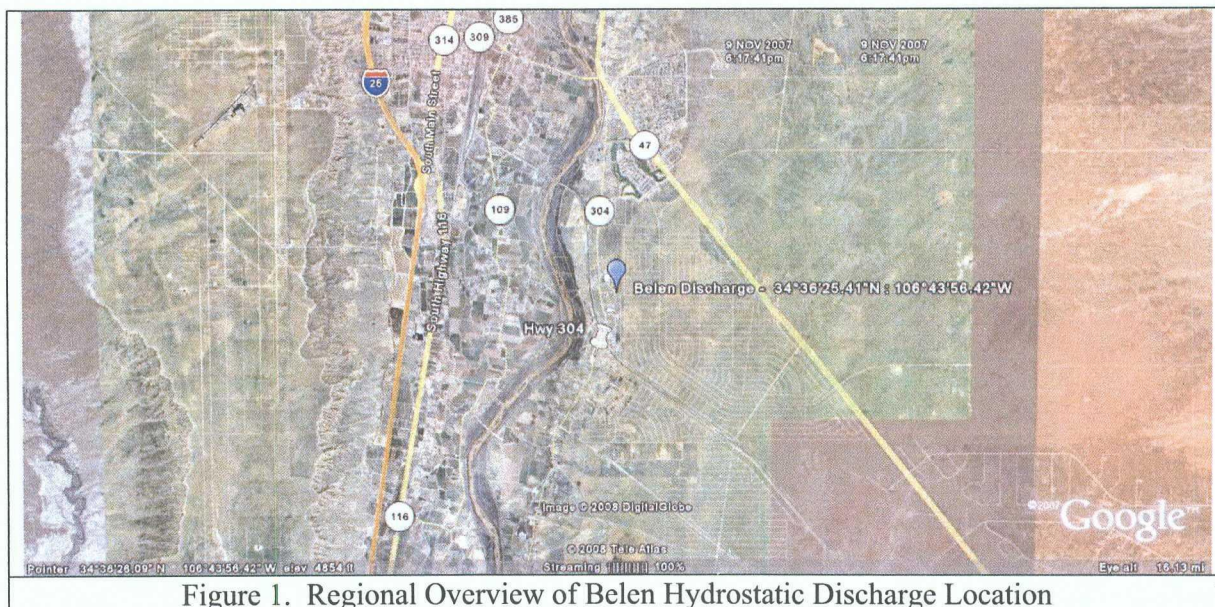 385
314
309
9 NOV 2007
6:17:41pm
9 NOV 2007
6:17:41pm
25
South Main Street
47
109
304
South Highway 116
Belen Discharge - 34°36'25.41"N : 106°43'56.42"W
Hwy 304
116
Image © 2008 DigitalGlobe
© 2007 Google™
© 2008 Tele Atlas
Pointer 34°36'26.09" N 106°43'56.42" W elev 4854 ft
Streaming |||||||||| 100%
Eye alt 16.13 mi
Figure 1. Regional Overview of Belen Hydrostatic Discharge Location